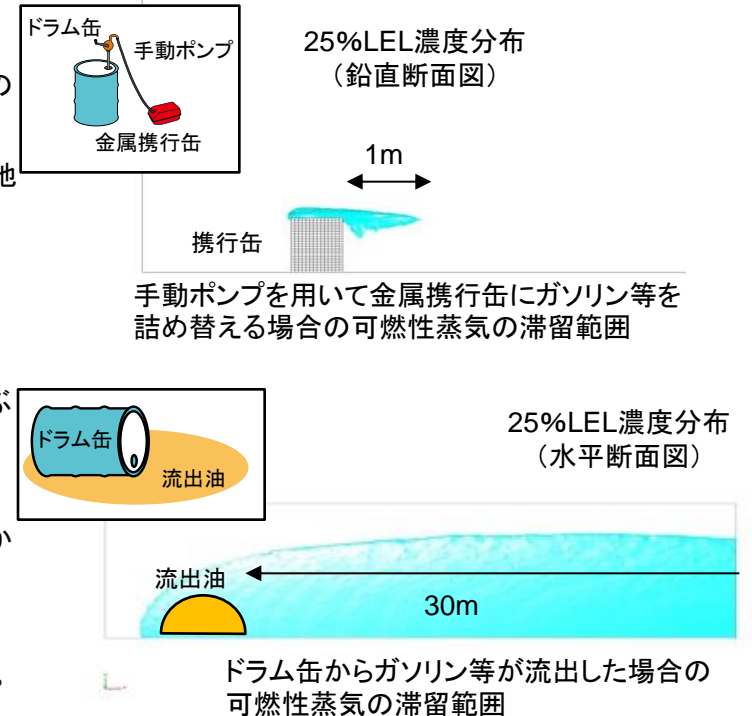 ドラム缶
手動ポンプ
金属携行缶
の
地
25%LEL濃度分布
(鉛直断面図)
1m
携行缶
手動ポンプを用いて金属携行缶にガソリン等を
詰め替える場合の可燃性蒸気の滞留範囲
ぶ
ドラム缶
流出油
か
25%LEL濃度分布
(水平断面図)
流出油
30m
。
ドラム缶からガソリン等が流出した場合の
可燃性蒸気の滞留範囲